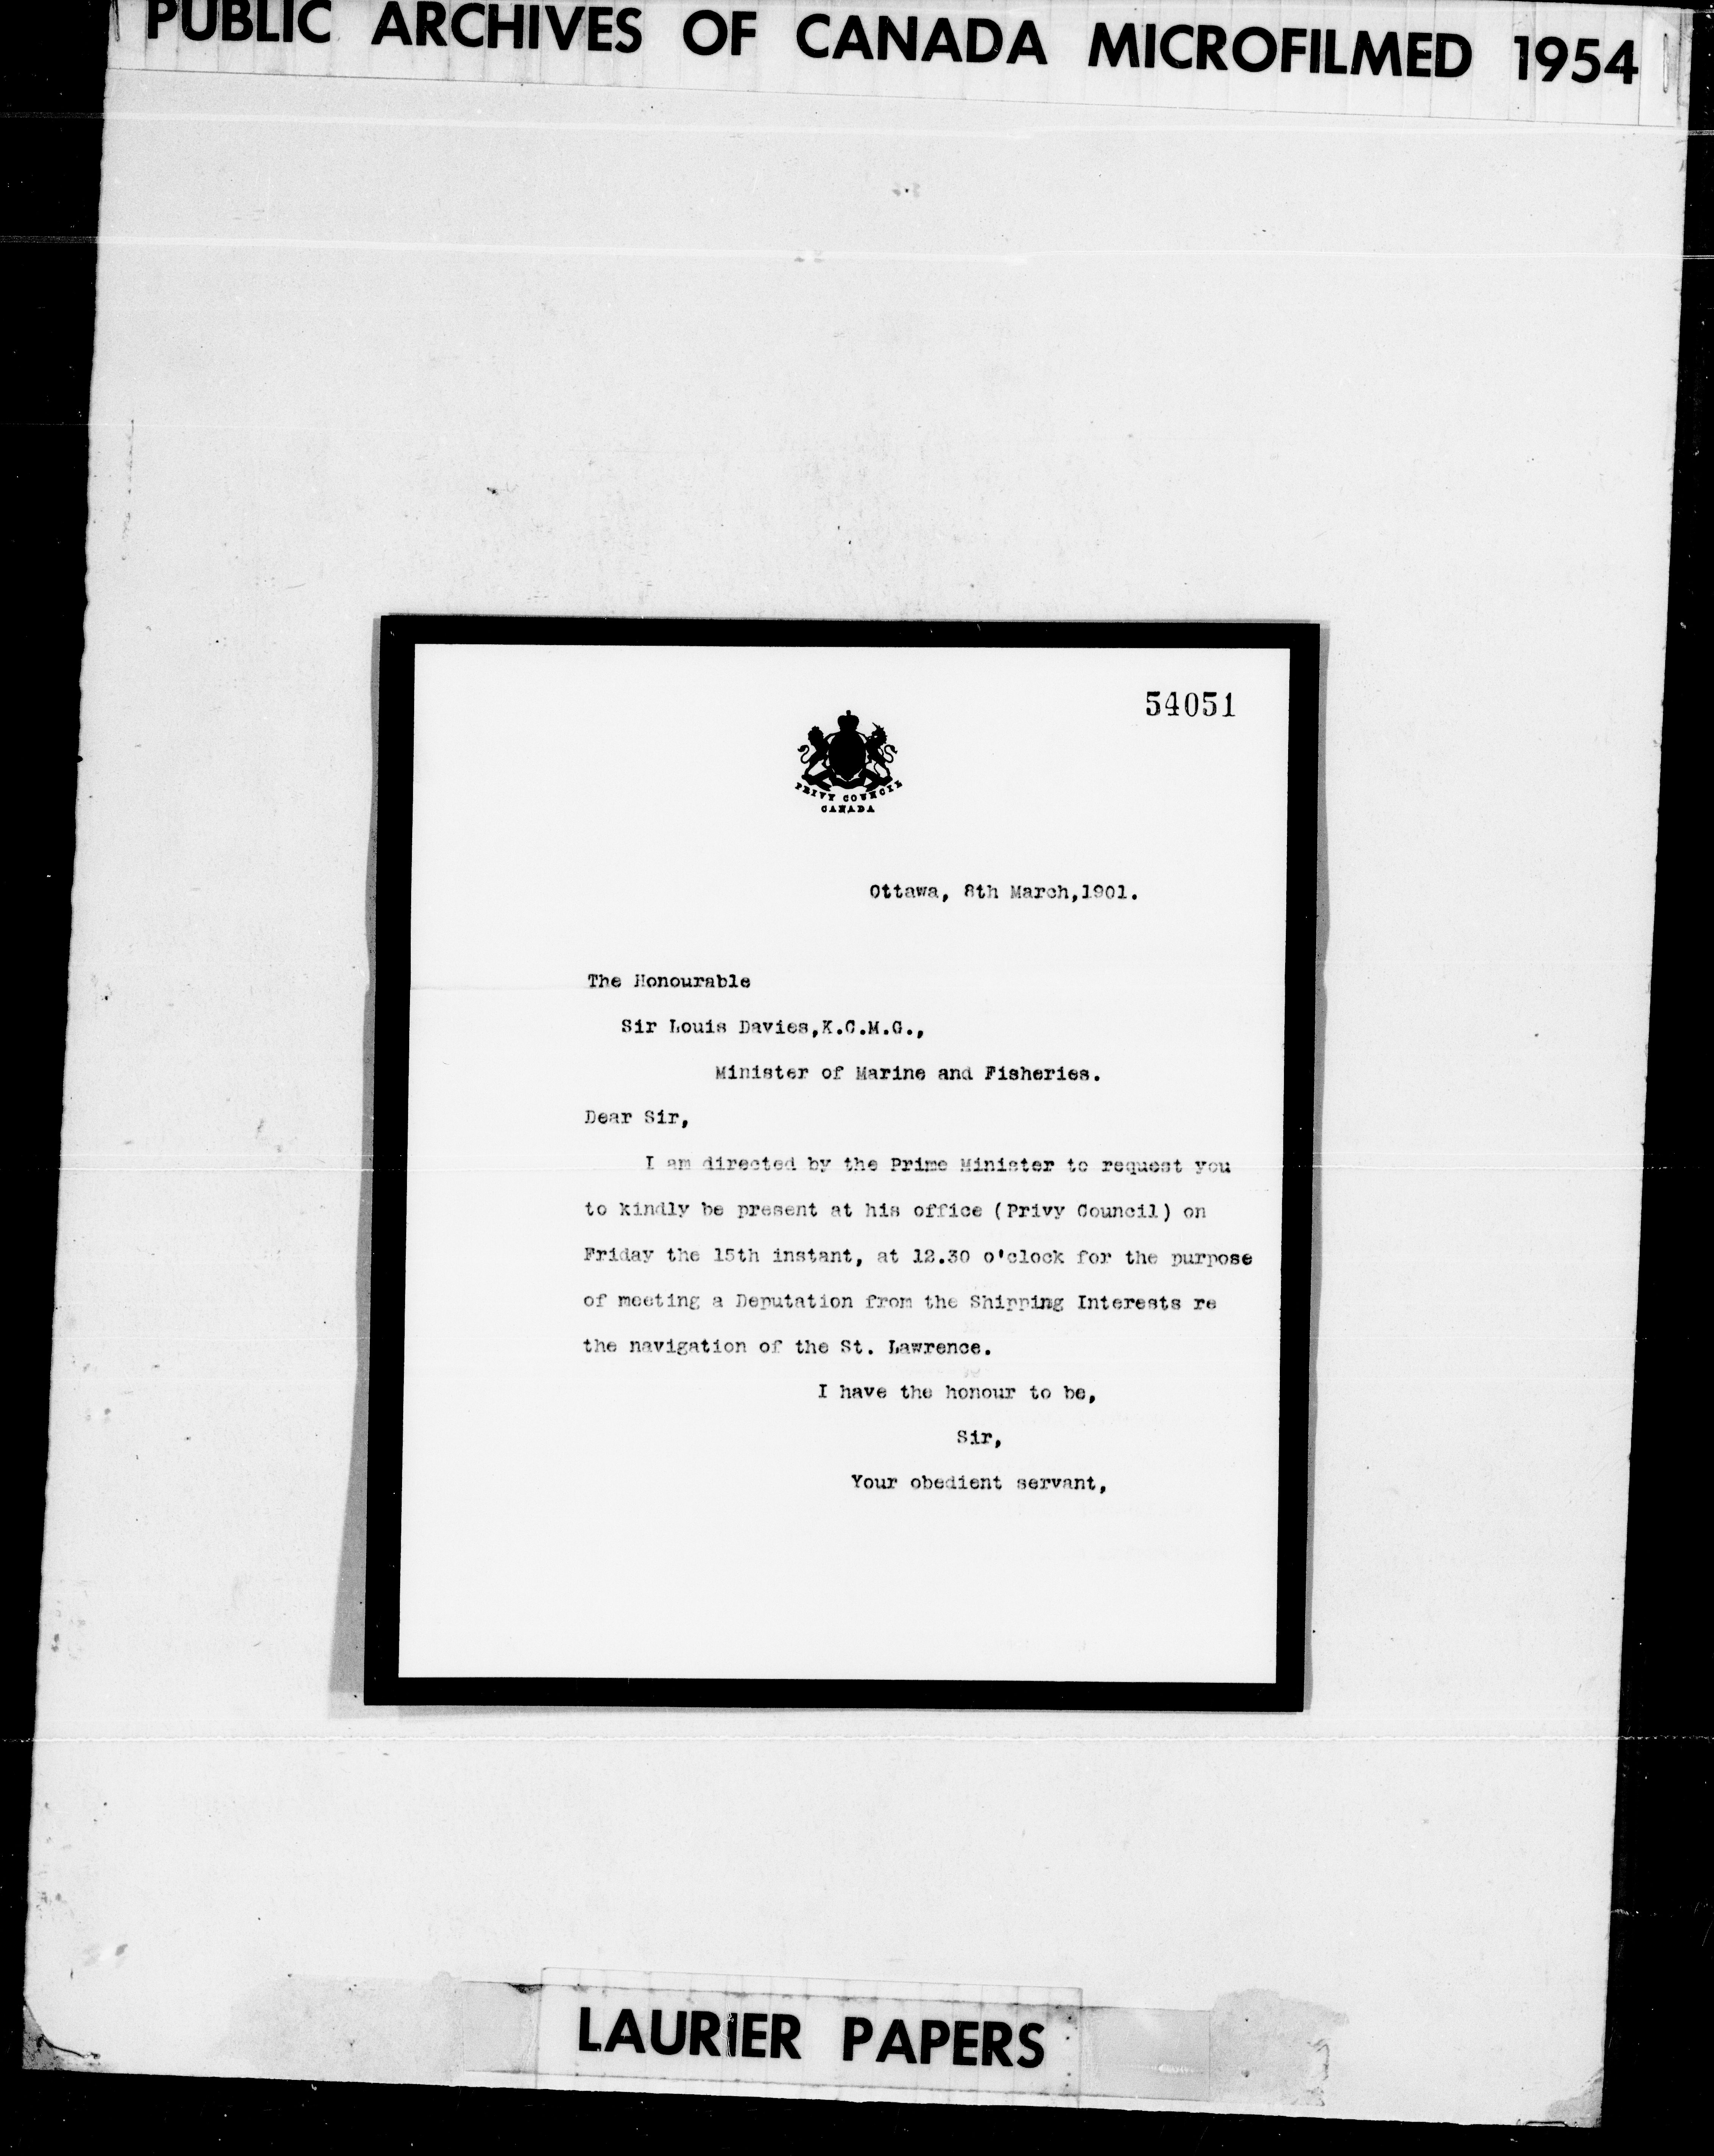 PUBLIC ARCHIVES OF CANADA MICROFILMED 1954
54051
PRIVY COUNCIL
CANADA
Ottawa, 8th March,1901.
The Honourable
Sir Louis Davies,K.C.M.G.,
Minister of Marine and Fisheries.
Dear Sir,
I am directed by the Prime Minister to request you
to kindly be present at his office (Privy Council) on
Friday the 15th instant, at 12.30 o'clock for the purpose
of meeting a Deputation from the Shipping Interests re
the navigation of the St. Lawrence.
I have the honour to be,
Sir,
Your obedient servant,
LAURIER PAPERS